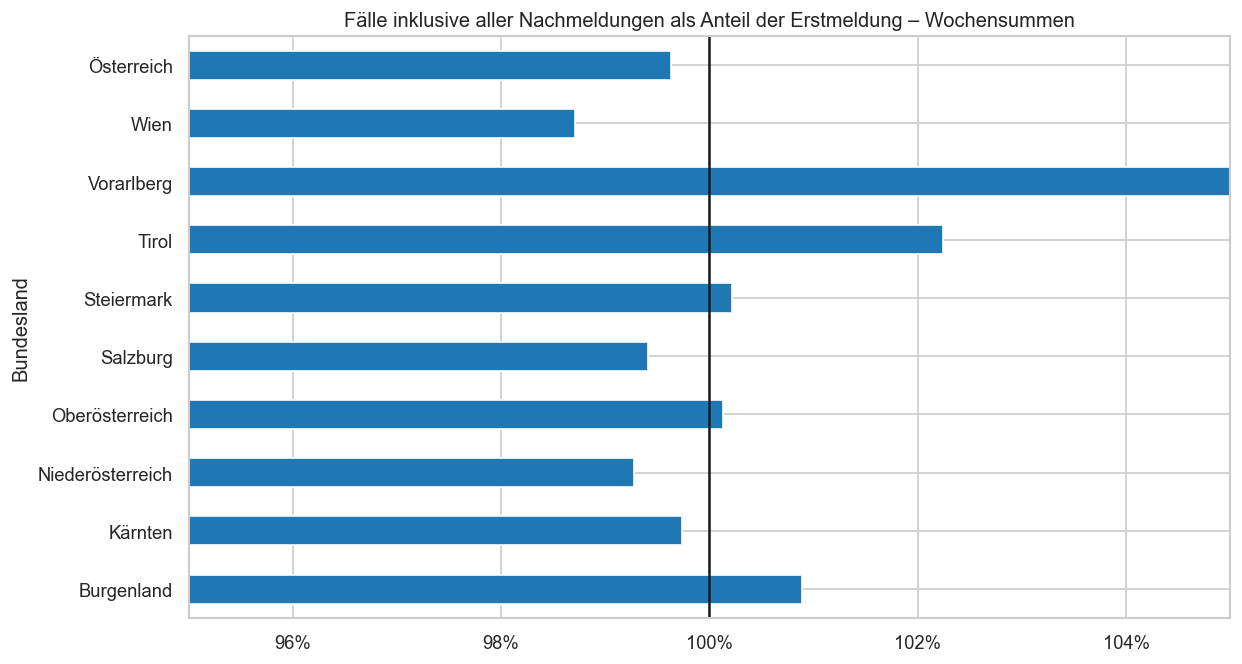 Fälle inklusive aller Nachmeldungen als Anteil der Erstmeldung – Wochensummen
Österreich
Wien
Vorarlberg
Tirol
Steiermark
Salzburg
Oberösterreich
Niederösterreich
Kärnten
Burgenland
Bundesland
96%
98%
100%
102%
104%